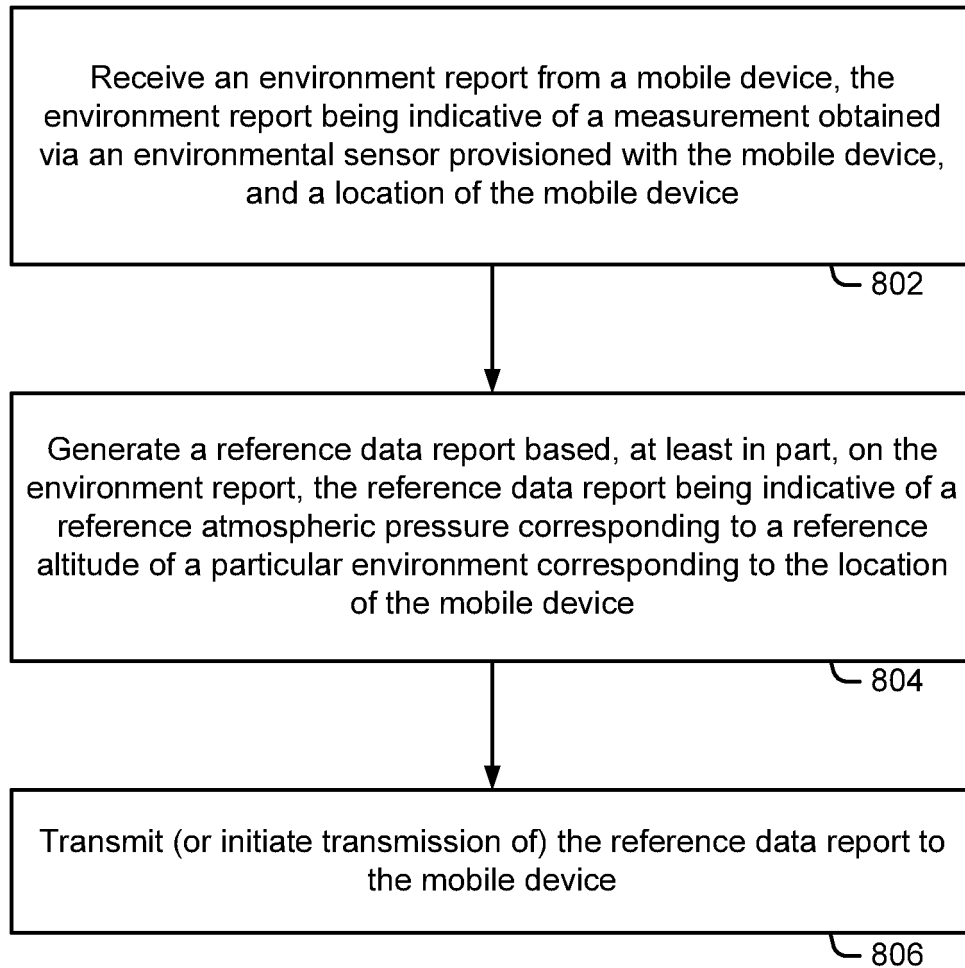 Receive an environment report from a mobile device, the
environment report being indicative of a measurement obtained
via an environmental sensor provisioned with the mobile device,
and a location of the mobile device
802
Generate a reference data report based, at least in part, on the
environment report, the reference data report being indicative of a
reference atmospheric pressure corresponding to a reference
altitude of a particular environment corresponding to the location
of the mobile device
804
Transmit (or initiate transmission of) the reference data report to
the mobile device
806